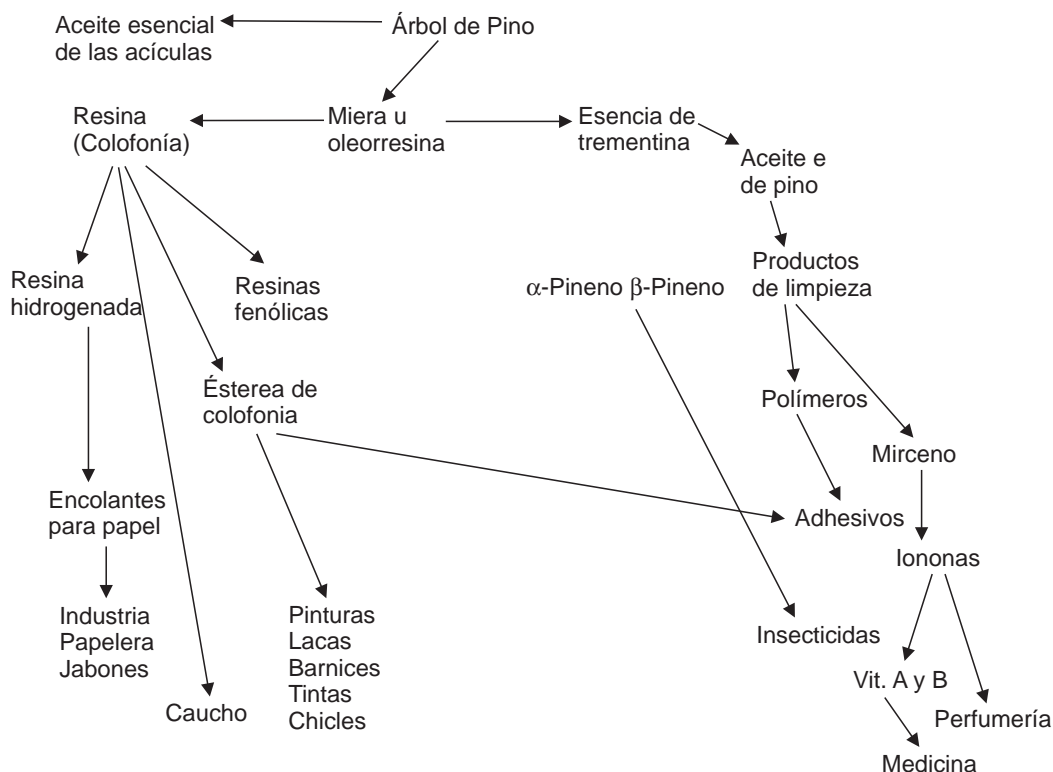 Aceite esencial
de las acículas
Árbol de Pino
Resina
(Colofonía)
Miera u
oleorresina
Esencia de
trementina
Aceite e
de pino
Resina
hidrogenada
Resinas
fenólicas
α-Pineno β-Pineno
Productos
de limpieza
Ésterea de
colofonia
Polímeros
Mirceno
Encolantes
para papel
Adhesivos
Iononas
Industria
Papelera
Jabones
Pinturas
Lacas
Barnices
Tintas
Chicles
Insecticidas
Caucho
Vit. A y B
Perfumería
Medicina